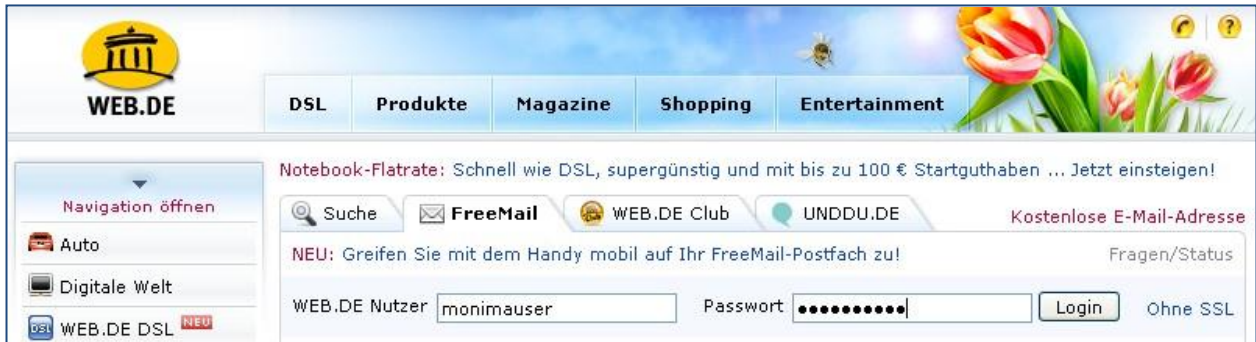 WEB.DE
DSL Produkte Magazine Shopping Entertainment
?
Notebook-Flatrate: Schnell wie DSL, supergünstig und mit bis zu 100 € Startguthaben ... Jetzt einsteigen!
Navigation öffnen
Auto
Digitale Welt
DSL WEB.DE DSL NEU
Suche FreeMail WEB.DE Club UNDDU.DE Kostenlose E-Mail-Adresse
NEU: Greifen Sie mit dem Handy mobil auf Ihr FreeMail-Postfach zu! Fragen/Status
WEB.DE Nutzer monimauser Passwort ●●●●●●●●●● Login Ohne SSL